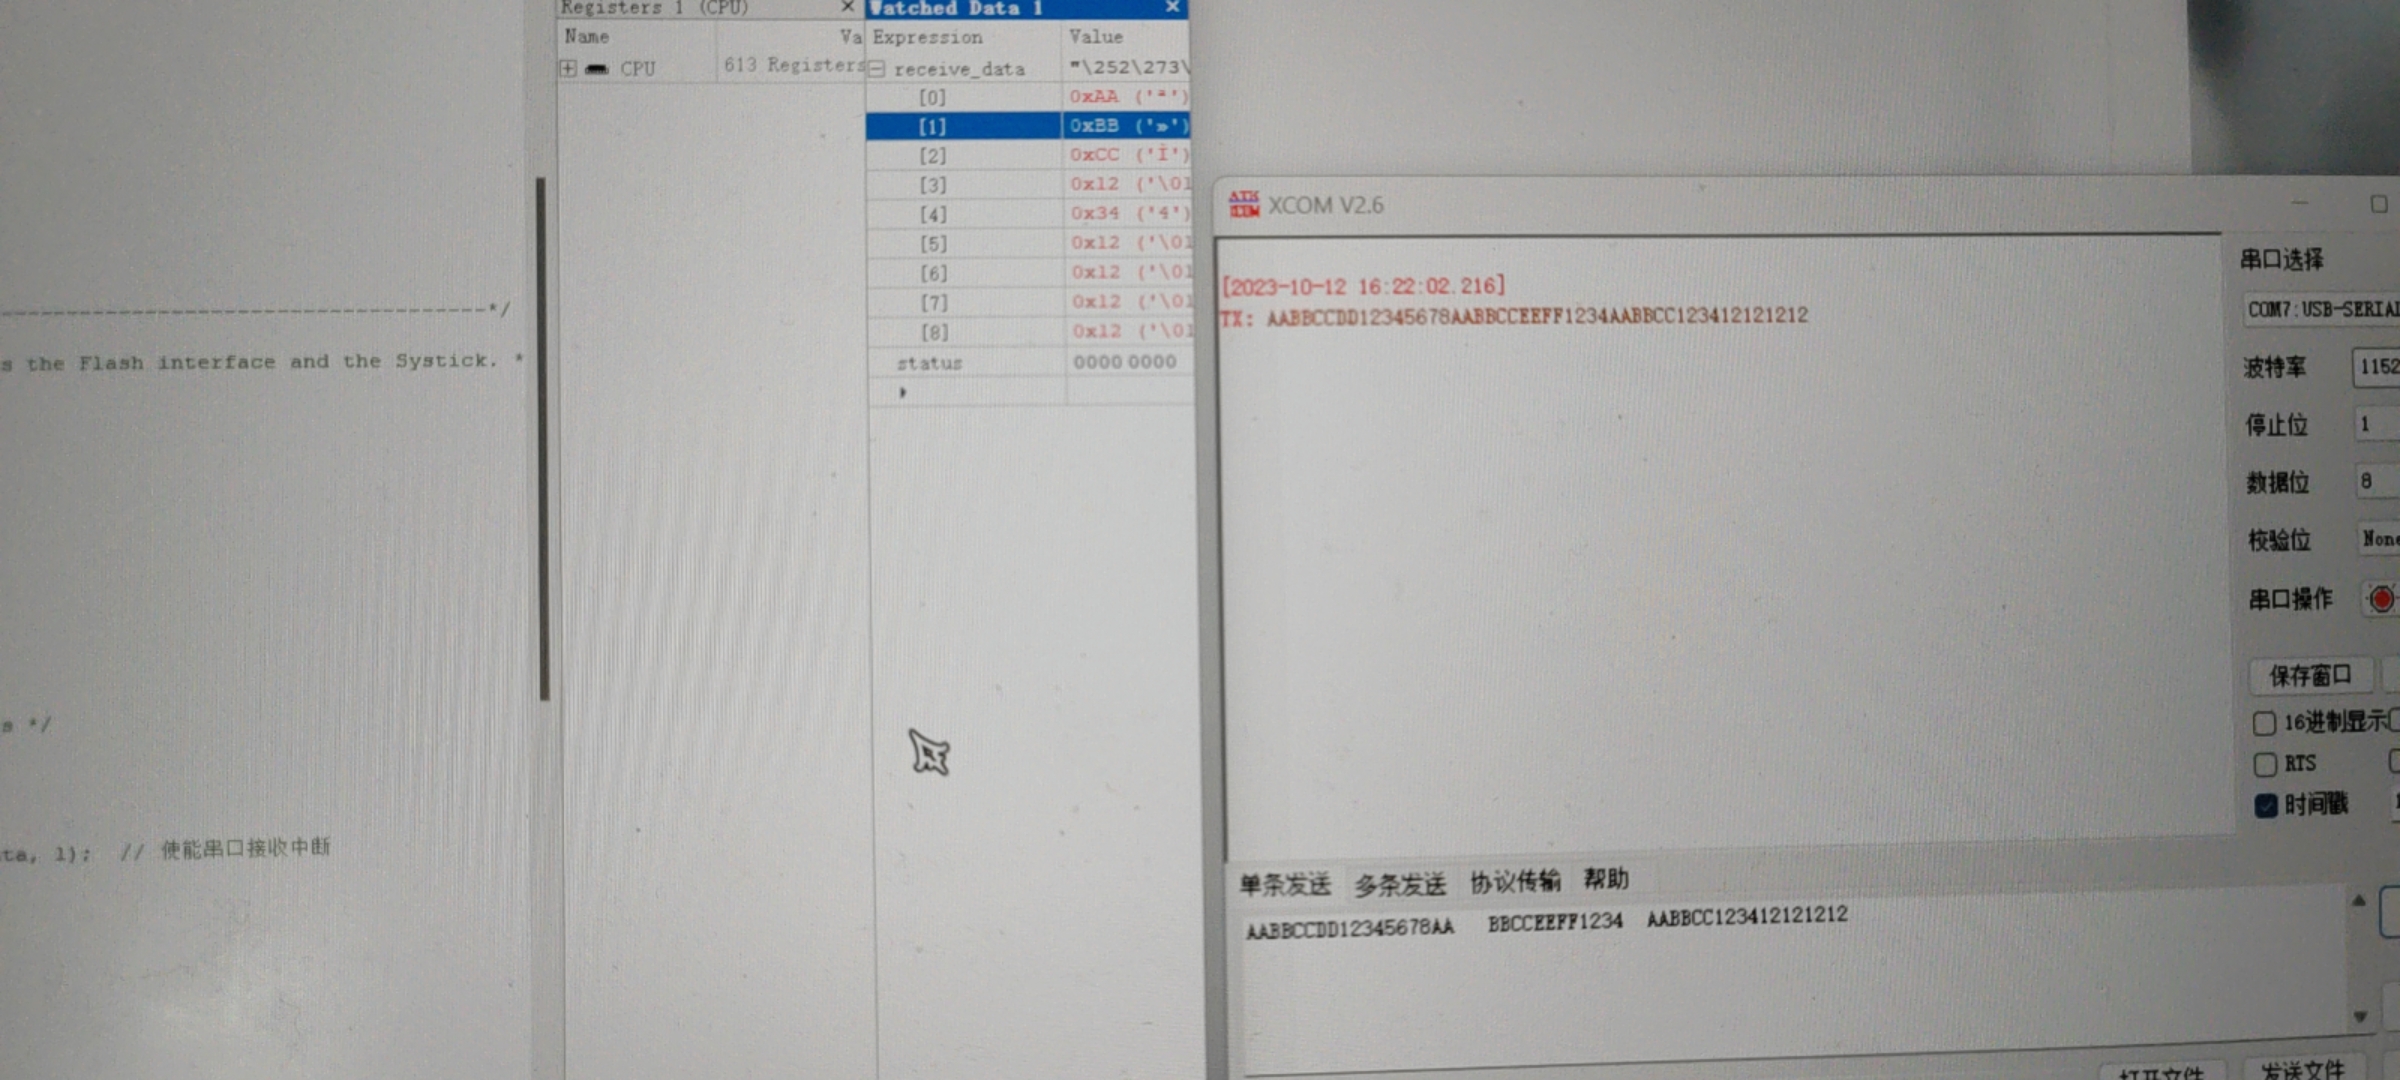 ------------------------------------*/
s the Flash interface and the Systick. *
s */
ta, 1); // 使能串口接收中断
Registers 1 (CPU)
Name Va
CPU 613 Registers
Watched Data 1
Expression Value
receive_data "\252\273\
[0] 0xAA ('ª')
[1] 0xBB ('»')
[2] 0xCC ('Ì')
[3] 0x12 ('\01
[4] 0x34 ('4')
[5] 0x12 ('\01
[6] 0x12 ('\01
[7] 0x12 ('\01
[8] 0x12 ('\01
status 0000 0000
XCOM V2.6
[2023-10-12 16:22:02.216]
TX: AABBCCDD12345678AABBCCEEFF1234AABBCC123412121212
串口选择
COM7:USB-SERIAL
波特率 1152
停止位 1
数据位 8
校验位 None
串口操作
保存窗口
16进制显示
RTS
时间戳
单条发送 多条发送 协议传输 帮助
AABBCCDD12345678AA BBCCEEFF1234 AABBCC123412121212
打开文件 发送文件